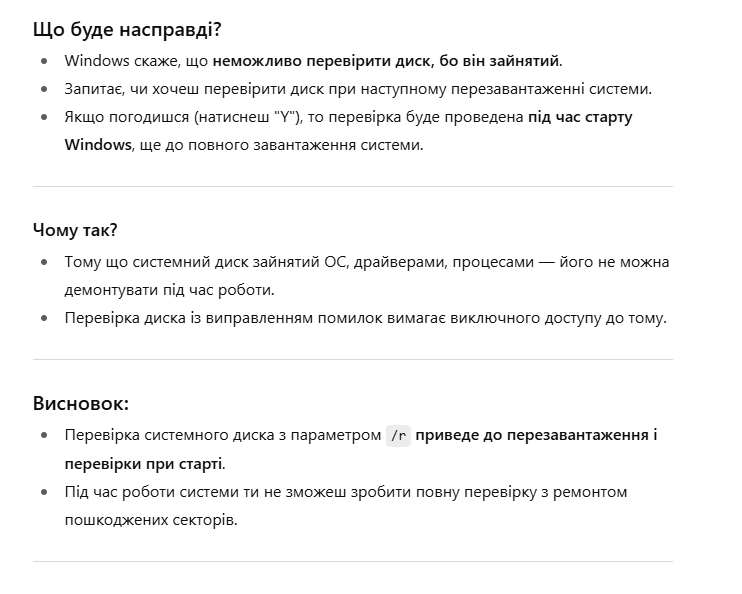 Що буде насправді?
Windows скаже, що неможливо перевірити диск, бо він зайнятий.
Запитає, чи хочеш перевірити диск при наступному перезавантаженні системи.
Якщо погодишся (натиснеш "Y"), то перевірка буде проведена під час старту
Windows, ще до повного завантаження системи.
Чому так?
Тому що системний диск зайнятий ОС, драйверами, процесами — його не можна
демонтувати під час роботи.
Перевірка диска із виправленням помилок вимагає виключного доступу до тому.
Висновок:
Перевірка системного диска з параметром /r приведе до перезавантаження і
перевірки при старті.
Під час роботи системи ти не зможеш зробити повну перевірку з ремонтом
пошкоджених секторів.